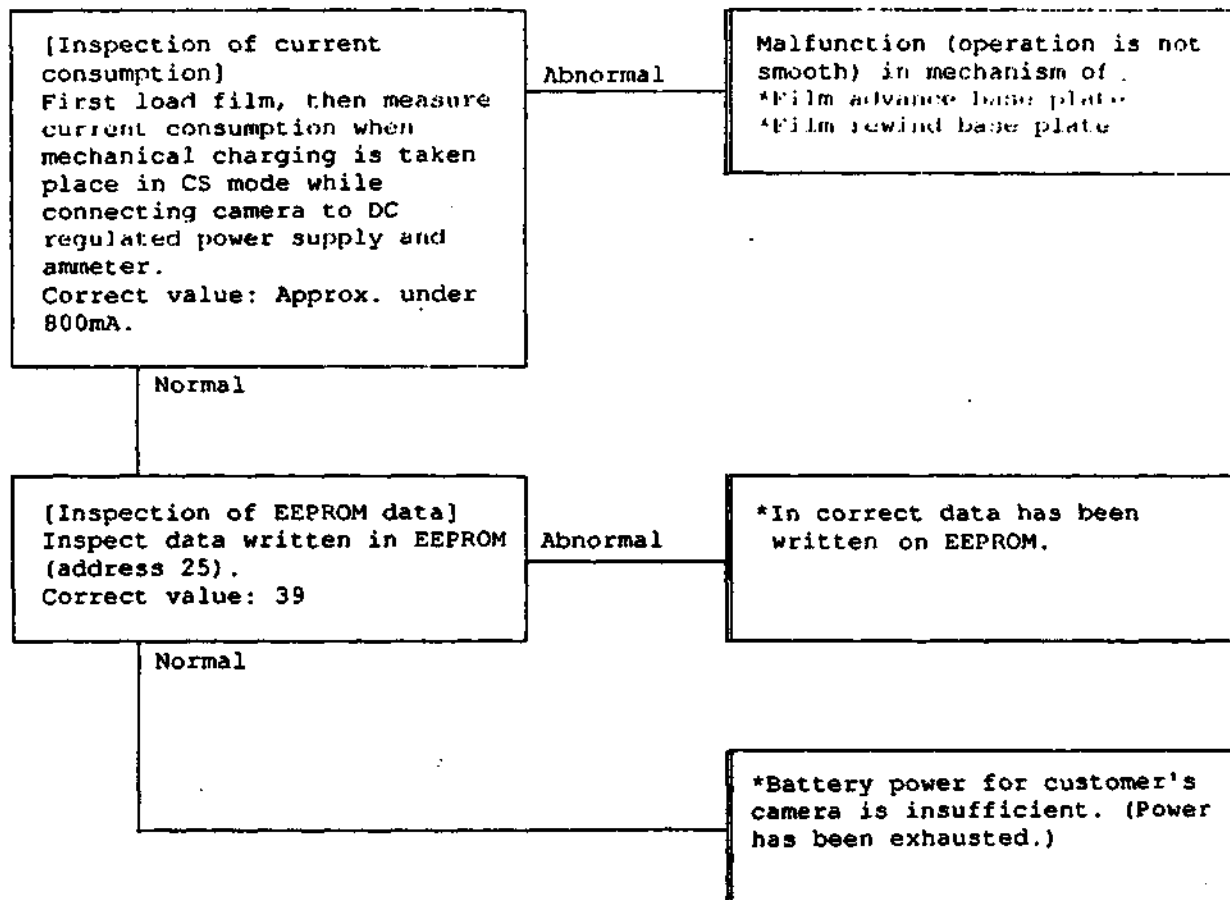 [Inspection of current
consumption]
First load film, then measure
current consumption when
mechanical charging is taken
place in CS mode while
connecting camera to DC
regulated power supply and
ammeter.
Correct value: Approx. under
800mA.
Abnormal
Malfunction (operation is not
smooth) in mechanism of
*Film advance base plate
*Film rewind base plate
Normal
[Inspection of EEPROM data]
Inspect data written in EEPROM
(address 25).
Correct value: 39
Abnormal
*In correct data has been
written on EEPROM.
Normal
*Battery power for customer's
camera is insufficient. (Power
has been exhausted.)